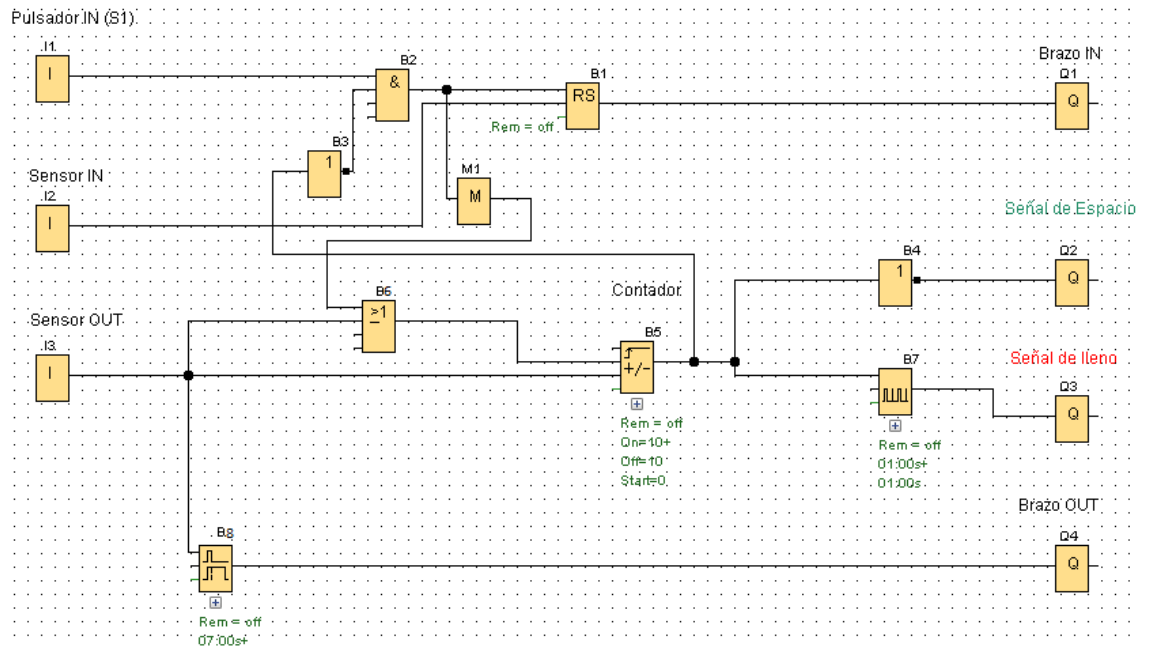 Pulsador IN (S1)
I1
I
B2
&
B1
RS
Rem = off
Brazo IN
Q1
Q
B3
1
M1
M
Sensor IN
I2
I
Señal de Espacio
B4
1
Q2
Q
B6
>1
Contador
Sensor OUT
I3
I
B5
+/-
Rem = off
On=10+
Off=10
Start=0
B7
Rem = off
01:00s+
01:00s
Señal de lleno
Q3
Q
Brazo OUT
B8
Rem = off
07:00s+
Q4
Q